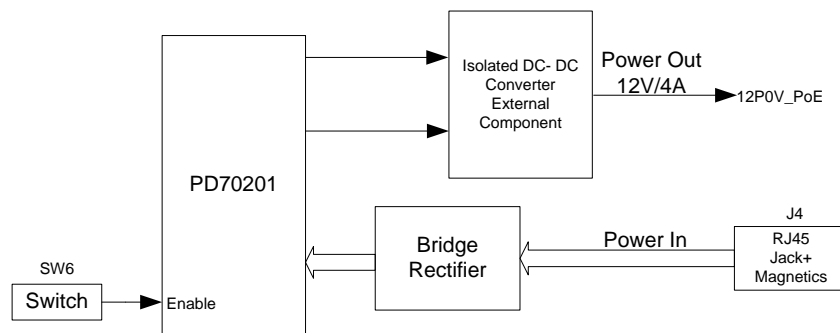 Isolated DC- DC
Converter
External
Component
Power Out
12V/4A
12P0V_PoE
PD70201
Bridge
Rectifier
Power In
J4
RJ45
Jack+
Magnetics
SW6
Switch
Enable